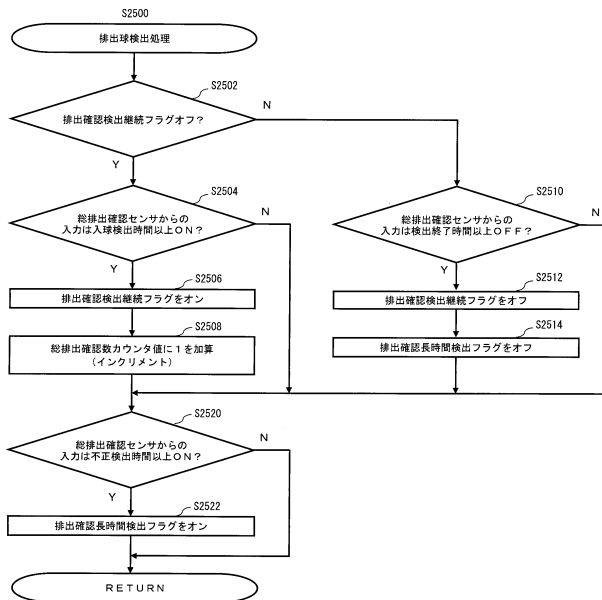 S2500
排出球検出処理
S2502
排出確認検出継続フラグオフ？
N
Y
S2504
総排出確認センサからの
入力は入球検出時間以上ＯＮ？
N
Y
S2510
総排出確認センサからの
入力は検出終了時間以上ＯＦＦ？
N
Y
S2506
排出確認検出継続フラグをオン
S2512
排出確認検出継続フラグをオフ
S2508
総排出確認数カウンタ値に１を加算
（インクリメント）
S2514
排出確認長時間検出フラグをオフ
S2520
総排出確認センサからの
入力は不正検出時間以上ＯＮ？
N
Y
S2522
排出確認長時間検出フラグをオン
ＲＥＴＵＲＮ